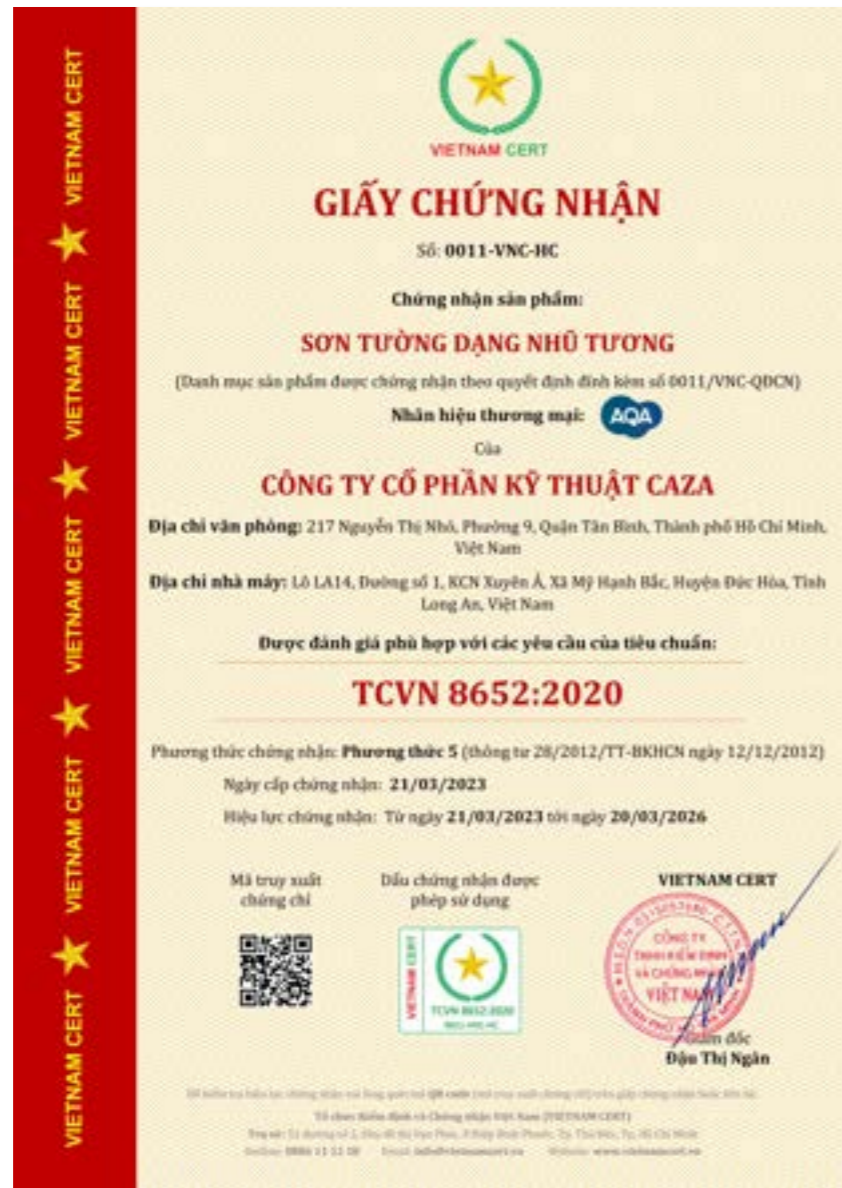 VIETNAM CERT
VIETNAM CERT
VIETNAM CERT
VIETNAM CERT
VIETNAM CERT
VIETNAM CERT
GIẤY CHỨNG NHẬN
Số: 0011-VNC-HC
Chứng nhận sản phẩm:
SƠN TƯỜNG DẠNG NHŨ TƯƠNG
(Danh mục sản phẩm được chứng nhận theo quyết định đính kèm số 0011/VNC-QĐCN)
Nhãn hiệu thương mại: AQA
Của
CÔNG TY CỔ PHẦN KỸ THUẬT CAZA
Địa chỉ văn phòng: 217 Nguyễn Thị Nhỏ, Phường 9, Quận Tân Bình, Thành phố Hồ Chí Minh,
Việt Nam
Địa chỉ nhà máy: Lô LA14, Đường số 1, KCN Xuyên Á, Xã Mỹ Hạnh Bắc, Huyện Đức Hòa, Tỉnh
Long An, Việt Nam
Được đánh giá phù hợp với các yêu cầu của tiêu chuẩn:
TCVN 8652:2020
Phương thức chứng nhận: Phương thức 5 (thông tư 28/2012/TT-BKHCN ngày 12/12/2012)
Ngày cấp chứng nhận: 21/03/2023
Hiệu lực chứng nhận: Từ ngày 21/03/2023 tới ngày 20/03/2026
Mã truy xuất
chứng chỉ
Dấu chứng nhận được
phép sử dụng
VIETNAM CERT
VIETNAM CERT
TCVN 8652:2020
0011-VNC-HC
CÔNG TY
TNHH KIỂM ĐỊNH
VÀ CHỨNG NHẬN
VIỆT NAM
Giám đốc
Đậu Thị Ngân
Tổ chức Kiểm định và Chứng nhận Việt Nam (VIETNAM CERT)